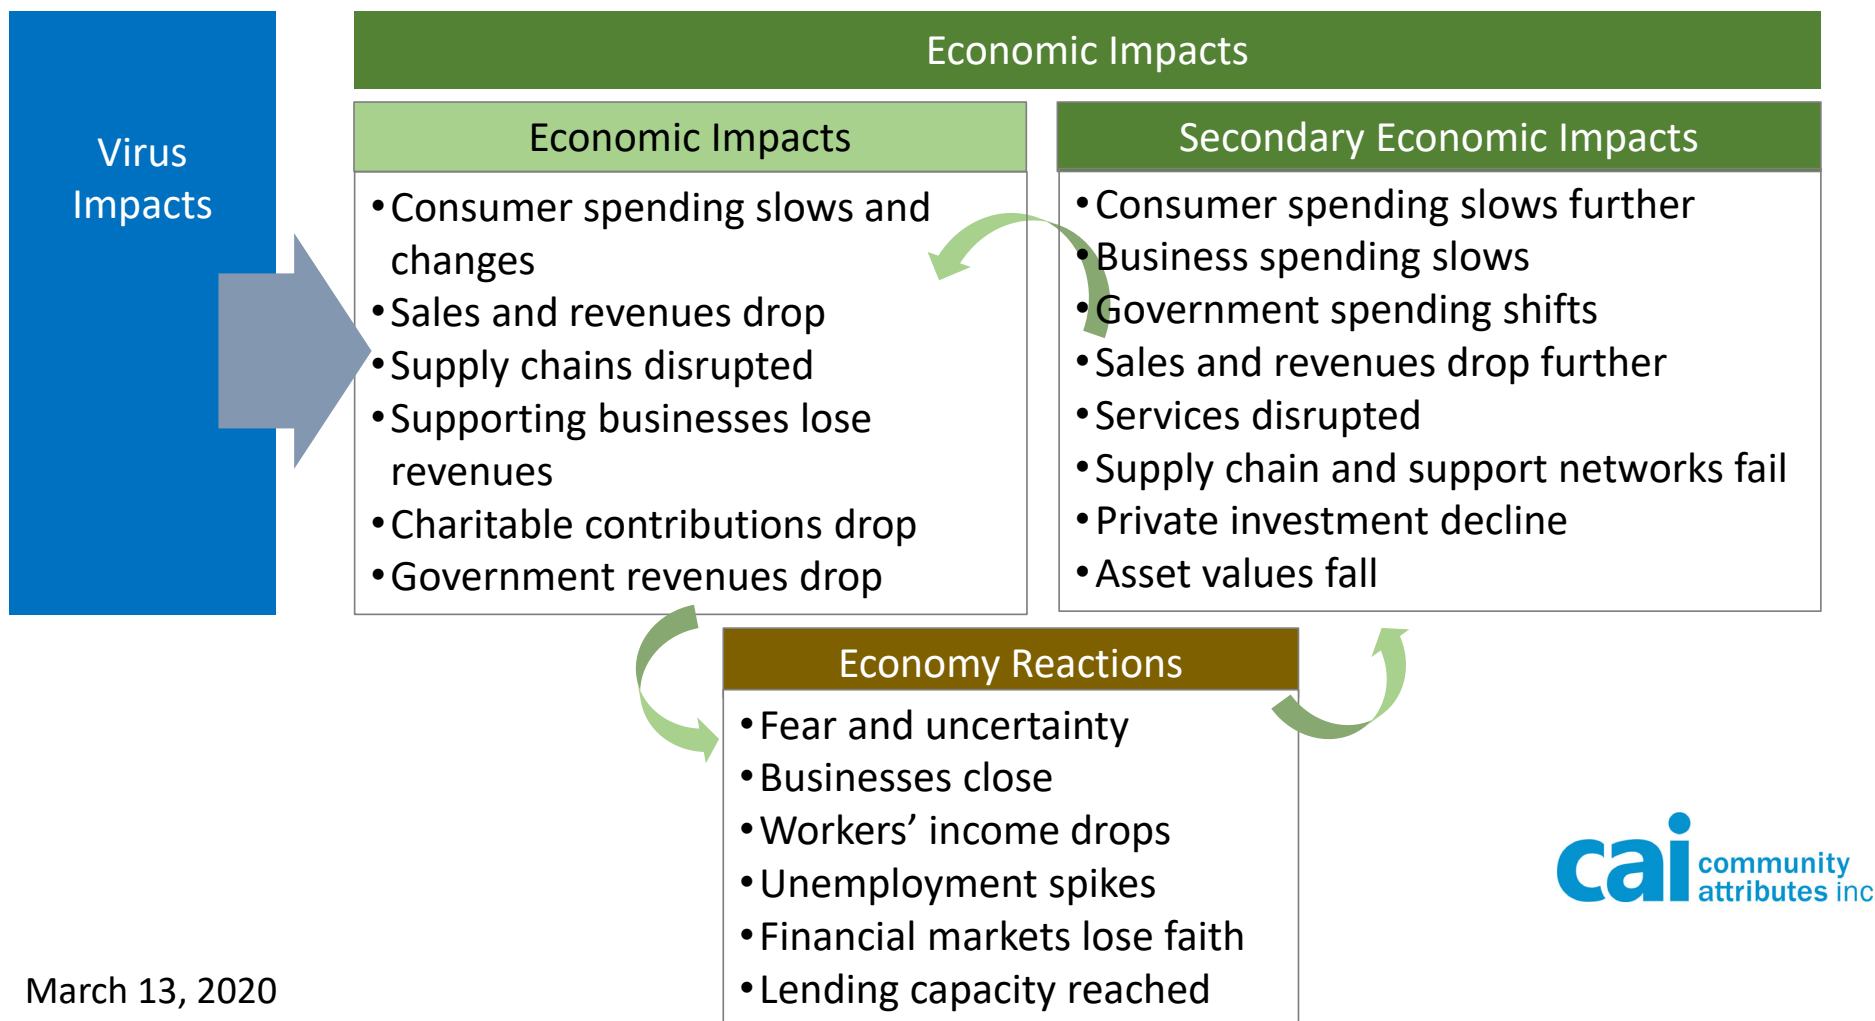 Virus
Impacts
Economic Impacts
Economic Impacts
•Consumer spending slows and
changes
•Sales and revenues drop
•Supply chains disrupted
•Supporting businesses lose
revenues
•Charitable contributions drop
•Government revenues drop
Secondary Economic Impacts
•Consumer spending slows further
•Business spending slows
•Government spending shifts
•Sales and revenues drop further
•Services disrupted
•Supply chain and support networks fail
•Private investment decline
•Asset values fall
Economy Reactions
•Fear and uncertainty
•Businesses close
•Workers’ income drops
•Unemployment spikes
•Financial markets lose faith
•Lending capacity reached
cai
community
attributes inc
March 13, 2020